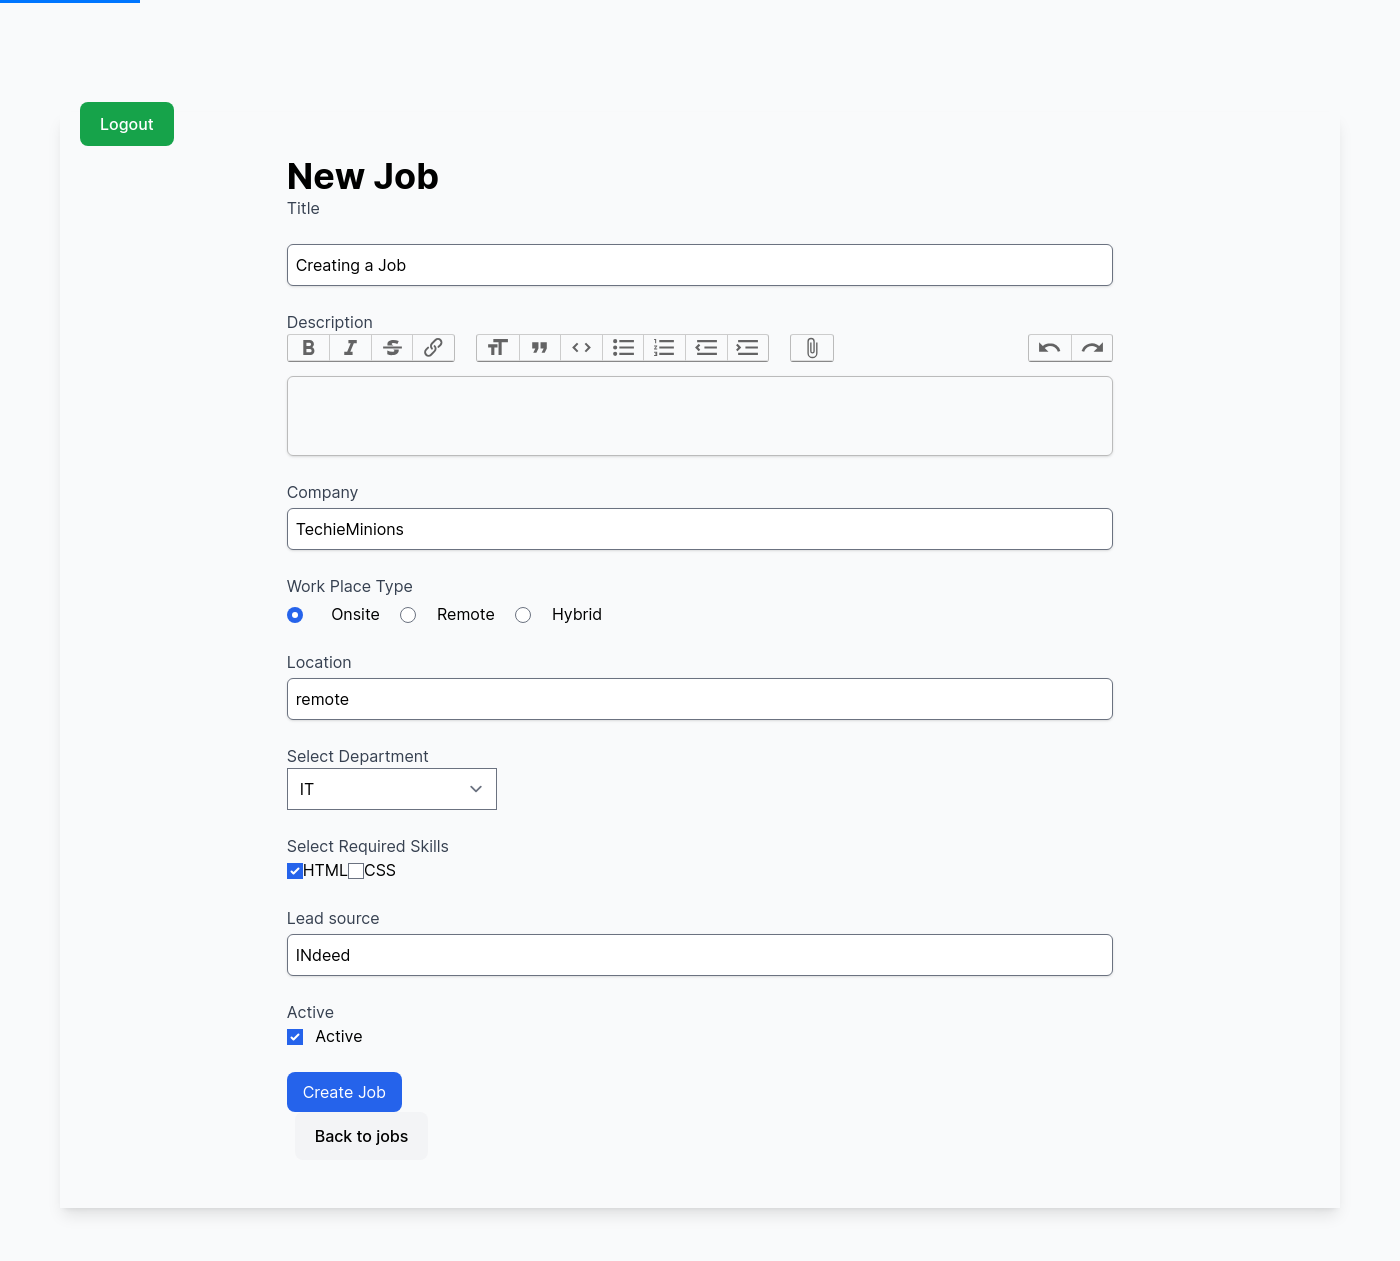 Logout
New Job
Title
Creating a Job
Description
Company
TechieMinions
Work Place Type
Onsite Remote Hybrid
Location
remote
Select Department
IT
Select Required Skills
HTML CSS
Lead source
INdeed
Active
Active
Create Job
Back to jobs